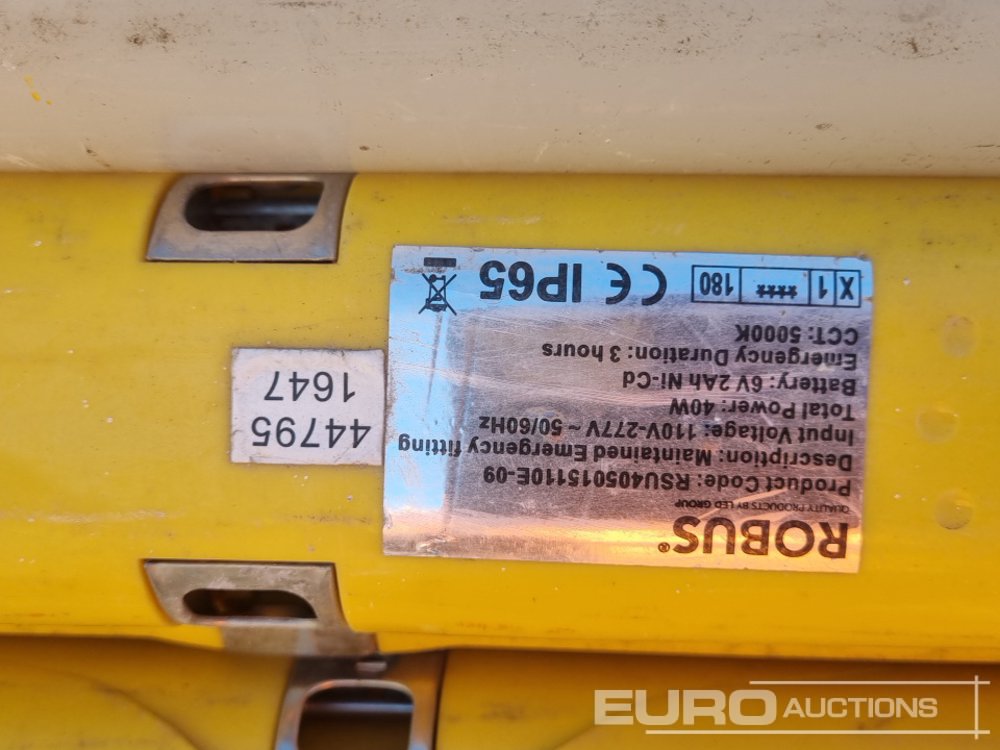 ROBUS®
QUALITY PRODUCTS BY LED GROUP
Product Code: RSU4050151110E-09
Description: Maintained Emergency fitting
Input Voltage: 110V-277V ~ 50/60Hz
Total Power: 40W
Battery: 6V 2Ah Ni-Cd
Emergency Duration: 3 hours
CCT: 5000K
X 1 **** 180 CE IP65
44795
1647
EURO AUCTIONS